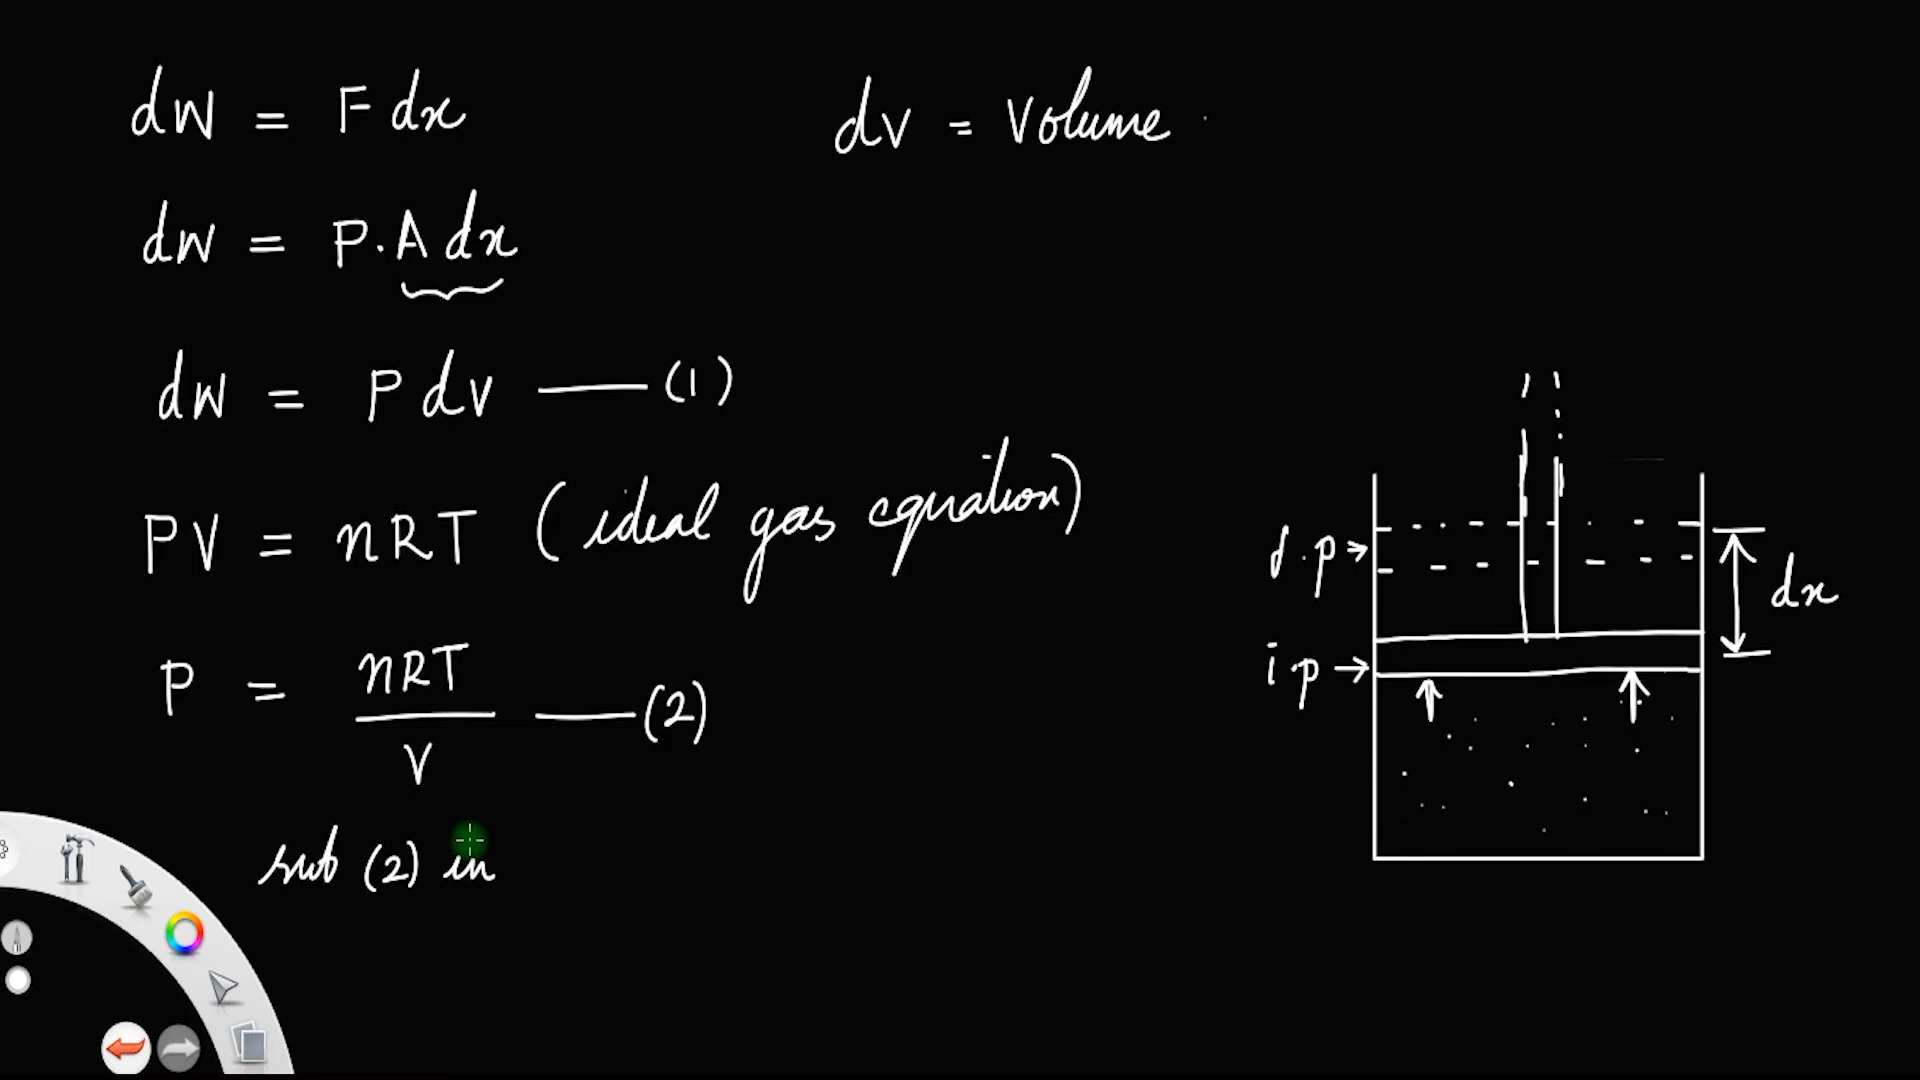 dW = F dx
dV = Volume
dW = P.A dx
dW = P dV —— (1)
PV = nRT (ideal gas equation)
P = nRT / V —— (2)
sub (2) in
f.p →
dx
i.p →